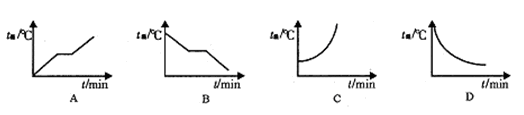 t温/℃ t温/℃ t温/℃ t温/℃
t/min t/min t/min t/min
A B C D